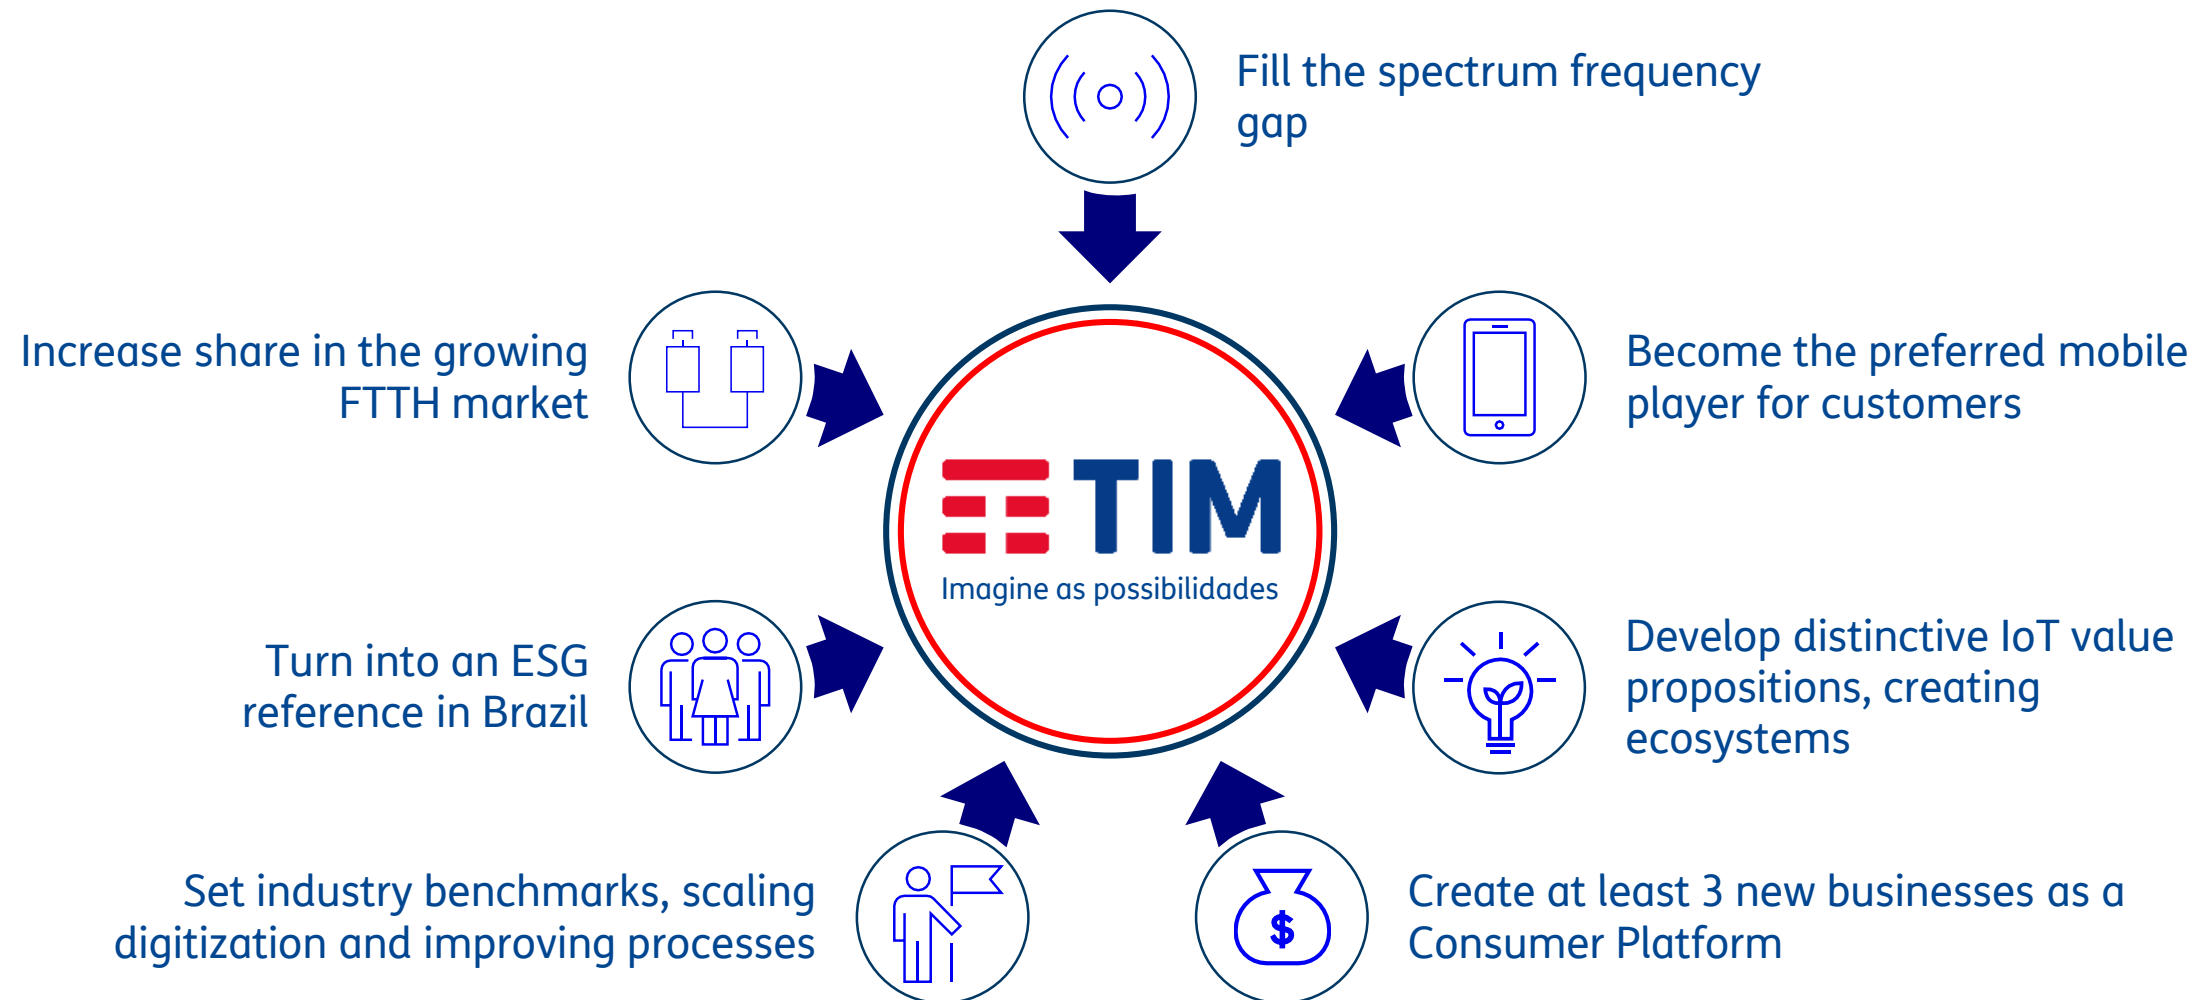 Fill the spectrum frequency
gap
Increase share in the growing
FTTH market
Become the preferred mobile
player for customers
TIM
Imagine as possibilidades
Turn into an ESG
reference in Brazil
Develop distinctive IoT value
propositions, creating
ecosystems
Set industry benchmarks, scaling
digitization and improving processes
$
Create at least 3 new businesses as a
Consumer Platform